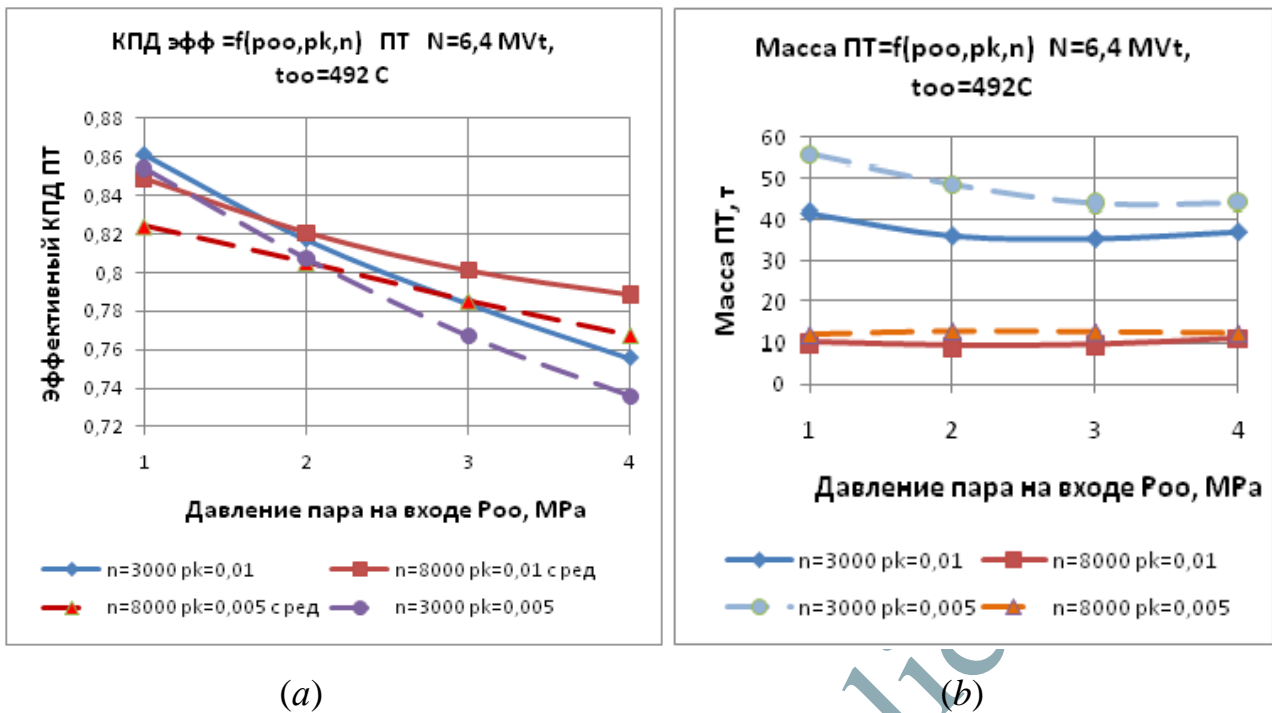 КПД эфф =f(poo,pk,n) ПТ N=6,4 MVt,
too=492 C
Эффективный КПД ПТ
0,88
0,86
0,84
0,82
0,8
0,78
0,76
0,74
0,72
1 2 3 4
Давление пара на входе Poo, MPa
n=3000 pk=0,01
n=8000 pk=0,01 с ред
n=8000 pk=0,005 с ред
n=3000 pk=0,005
(a)
Масса ПТ=f(poo,pk,n) N=6,4 MVt,
too=492C
Масса ПТ, т
60
50
40
30
20
10
0
1 2 3 4
Давление пара на входе Poo, MPa
n=3000 pk=0,01
n=8000 pk=0,01
n=3000 pk=0,005
n=8000 pk=0,005
(b)